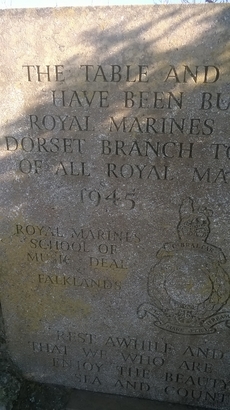 THE TABLE AND
HAVE BEEN BU
ROYAL MARINES
DORSET BRANCH TO
OF ALL ROYAL MA
1945
ROYAL MARINES
SCHOOL OF
MUSIC DEAL
FALKLANDS
REST AWHILE AND
THAT WE WHO ARE
ENJOY THE BEAUTY
SEA AND COUNT